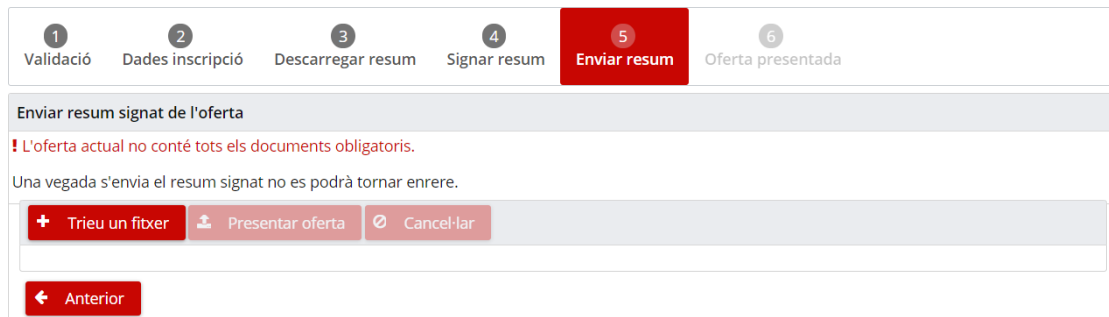 1 2 3 4 5 6
Validació Dades inscripció Descarregar resum Signar resum Enviar resum Oferta presentada
Enviar resum signat de l'oferta
! L'oferta actual no conté tots els documents obligatoris.
Una vegada s'envia el resum signat no es podrà tornar enrere.
Trieu un fitxer Presentar oferta Cancel·lar
Anterior